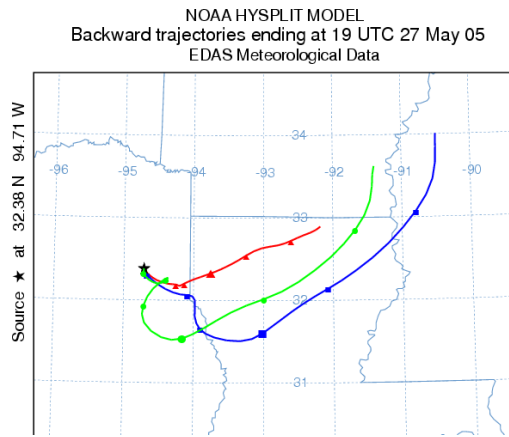 NOAA HYSPLIT MODEL
Backward trajectories ending at 19 UTC 27 May 05
EDAS Meteorological Data
Source ★ at 32.38 N 94.71 W
34
-96 -95 -94 -93 -92 -91 -90
33
32
31